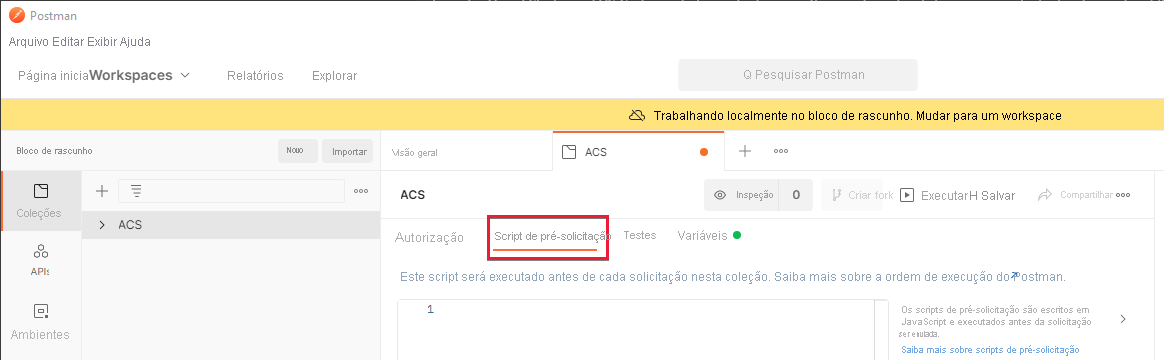 Postman
Arquivo Editar Exibir Ajuda
Página inicia Workspaces Relatórios Explorar Q Pesquisar Postman
Trabalhando localmente no bloco de rascunho. Mudar para um workspace
Bloco de rascunho Novo Importar Visão geral ACS
ACS Inspeção 0 Criar fork Executar H Salvar Compartilhar
Coleções
ACS
Autorização Script de pré-solicitação Testes Variáveis
APIs
Este script será executado antes de cada solicitação nesta coleção. Saiba mais sobre a ordem de execução do Postman.
Ambientes
1
Os scripts de pré-solicitação são escritos em
JavaScript e executados antes da solicitação
ser enviada.
Saiba mais sobre scripts de pré-solicitação